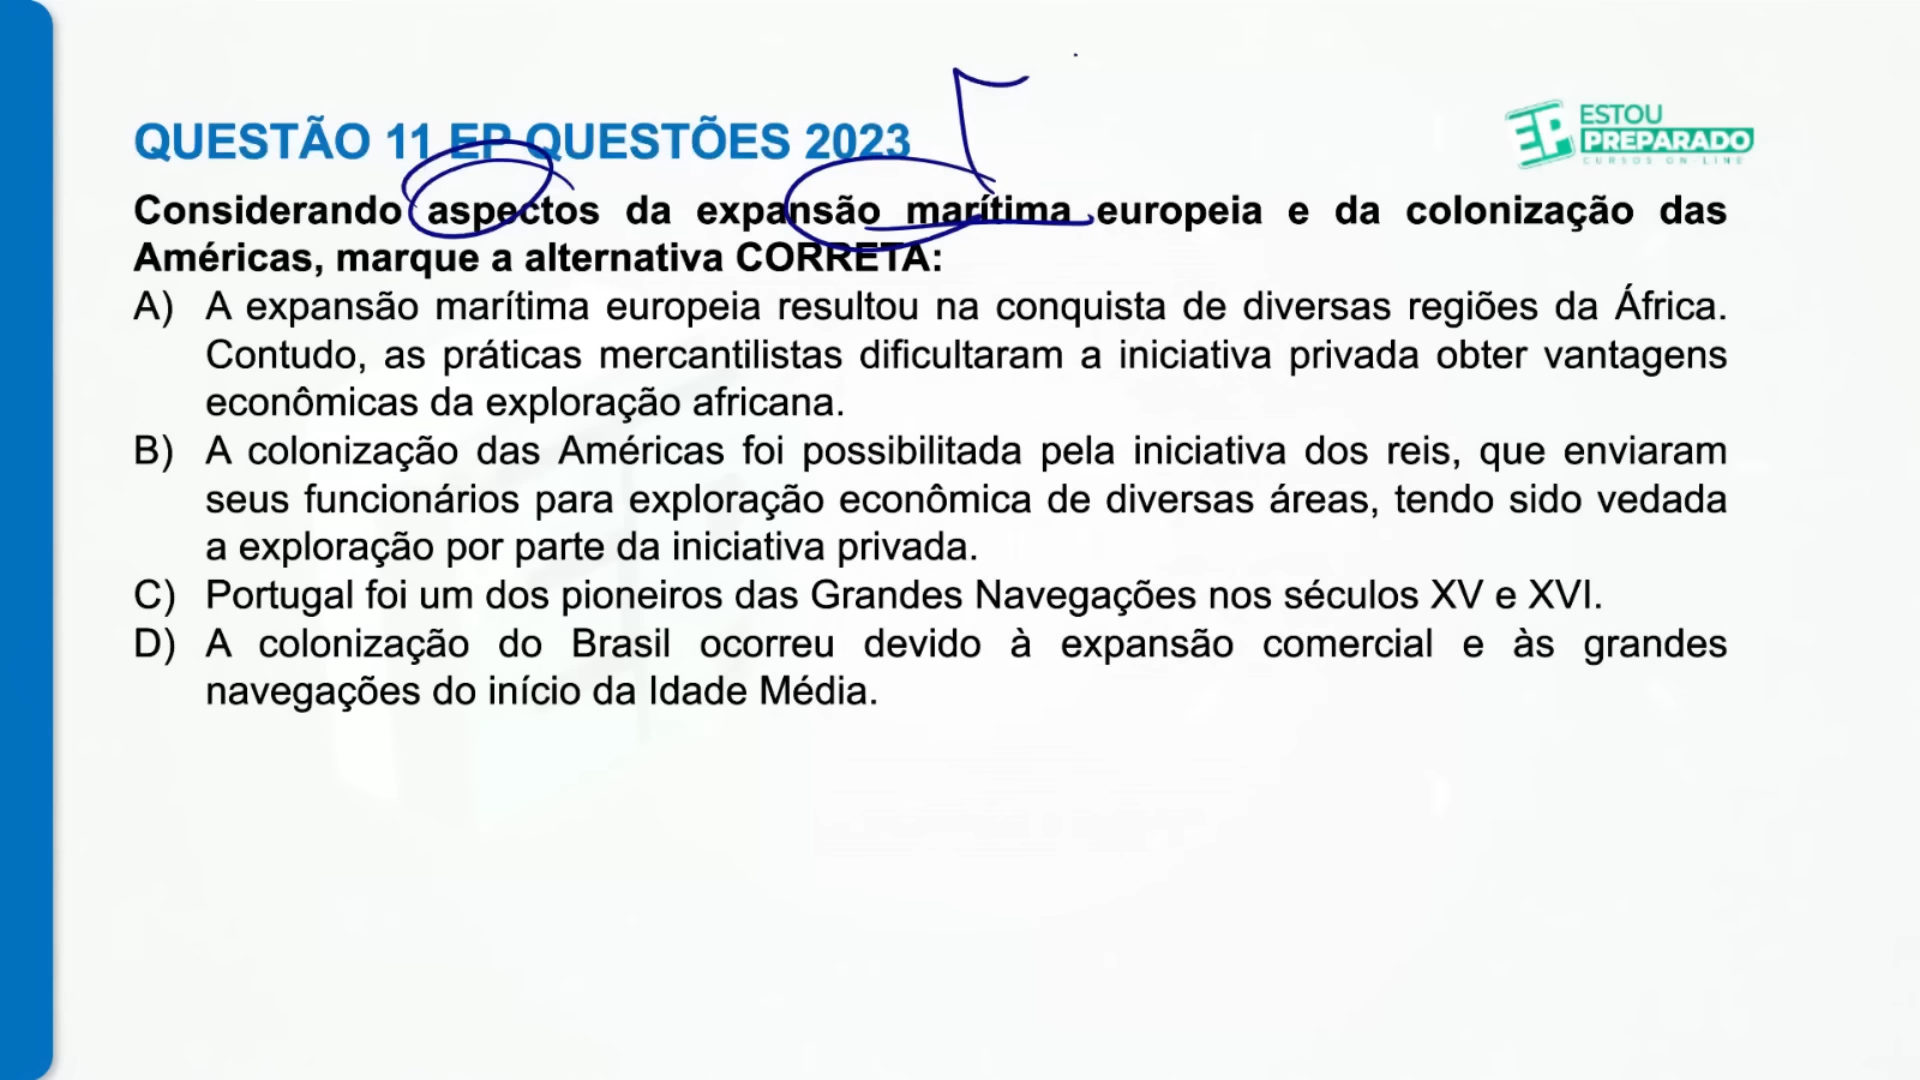 QUESTÃO 11 EP QUESTÕES 2023
ESTOU
PREPARADO
CURSOS ON-LINE
Considerando aspectos da expansão marítima europeia e da colonização das
Américas, marque a alternativa CORRETA:
A) A expansão marítima europeia resultou na conquista de diversas regiões da África.
Contudo, as práticas mercantilistas dificultaram a iniciativa privada obter vantagens
econômicas da exploração africana.
B) A colonização das Américas foi possibilitada pela iniciativa dos reis, que enviaram
seus funcionários para exploração econômica de diversas áreas, tendo sido vedada
a exploração por parte da iniciativa privada.
C) Portugal foi um dos pioneiros das Grandes Navegações nos séculos XV e XVI.
D) A colonização do Brasil ocorreu devido à expansão comercial e às grandes
navegações do início da Idade Média.